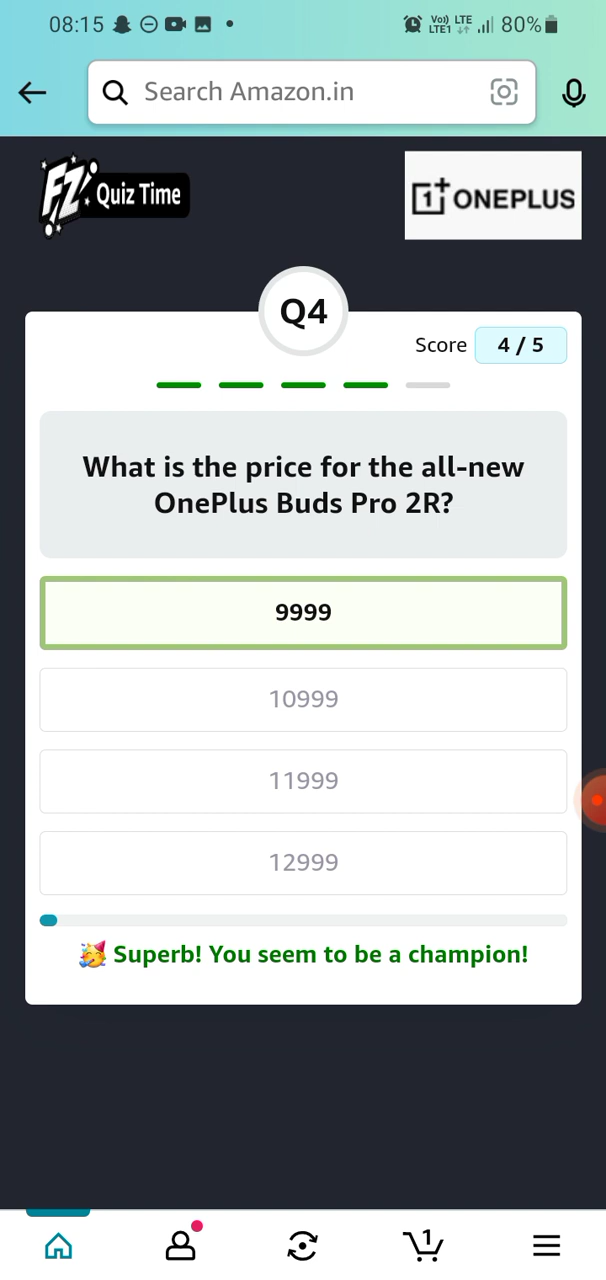 08:15
Vo)) LTE
LTE1
80%
Search Amazon.in
FZ Quiz Time
1+ ONEPLUS
Q4
Score 4 / 5
What is the price for the all-new
OnePlus Buds Pro 2R?
9999
10999
11999
12999
🥳 Superb! You seem to be a champion!
1